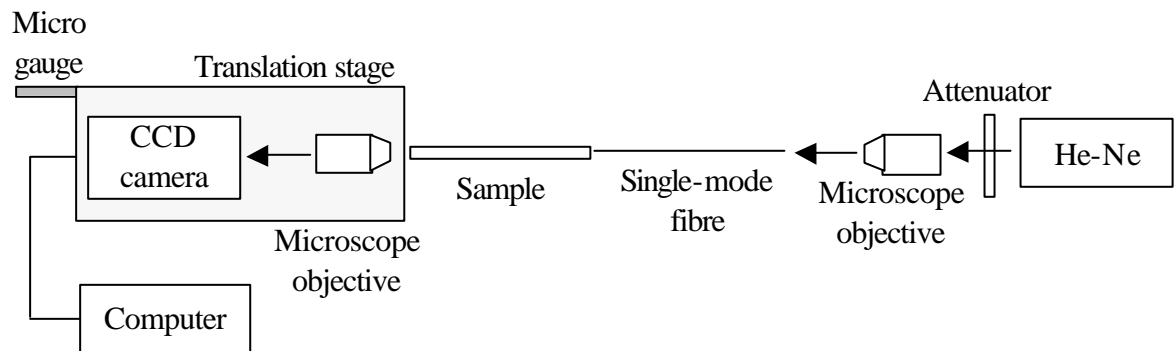 Micro
gauge
Translation stage
CCD
camera
Microscope
objective
Sample
Single-mode
fibre
Microscope
objective
Attenuator
He-Ne
Computer